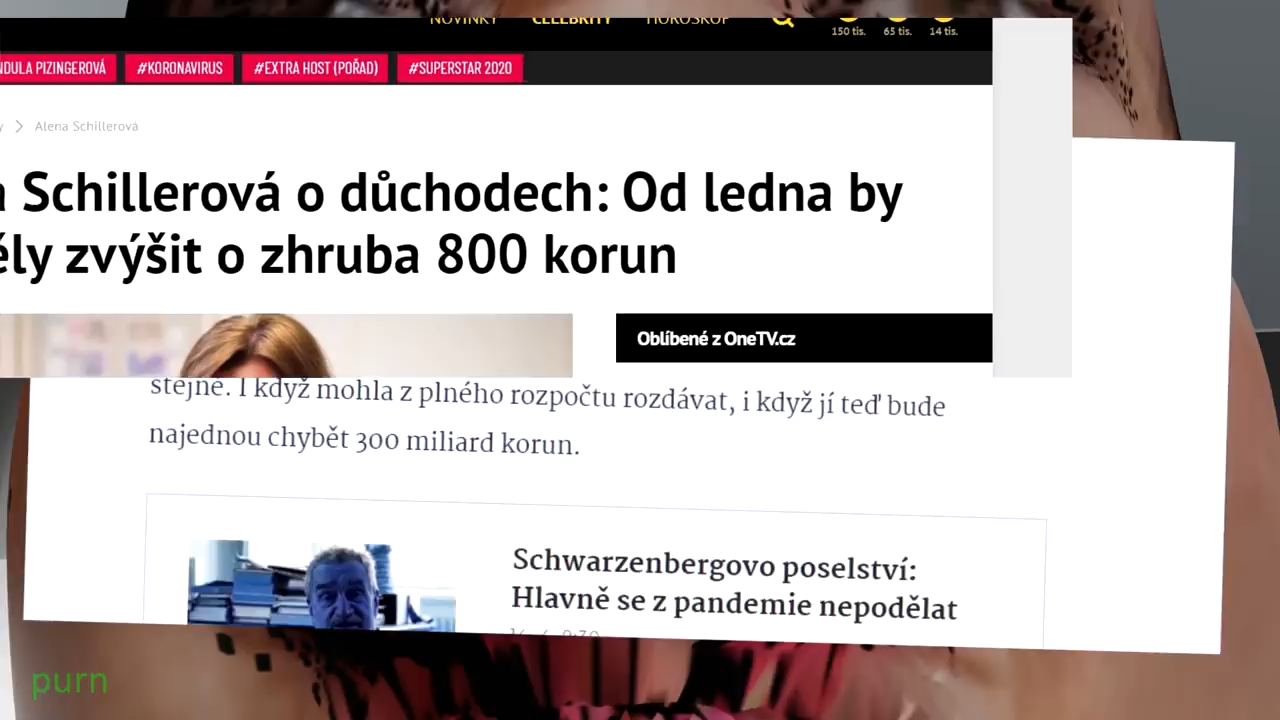 NOVINKY CELEBRITY HOROSKOP
150 tis. 65 tis. 14 tis.
NDULA PIZINGEROVÁ #KORONAVIRUS #EXTRA HOST (POŘAD) #SUPERSTAR 2020
y > Alena Schillerová
a Schillerová o důchodech: Od ledna by
ěly zvýšit o zhruba 800 korun
Oblíbené z OneTV.cz
stejně. I když mohla z plného rozpočtu rozdávat, i když jí teď bude
najednou chybět 300 miliard korun.
Schwarzenbergovo poselství:
Hlavně se z pandemie nepodělat
purn